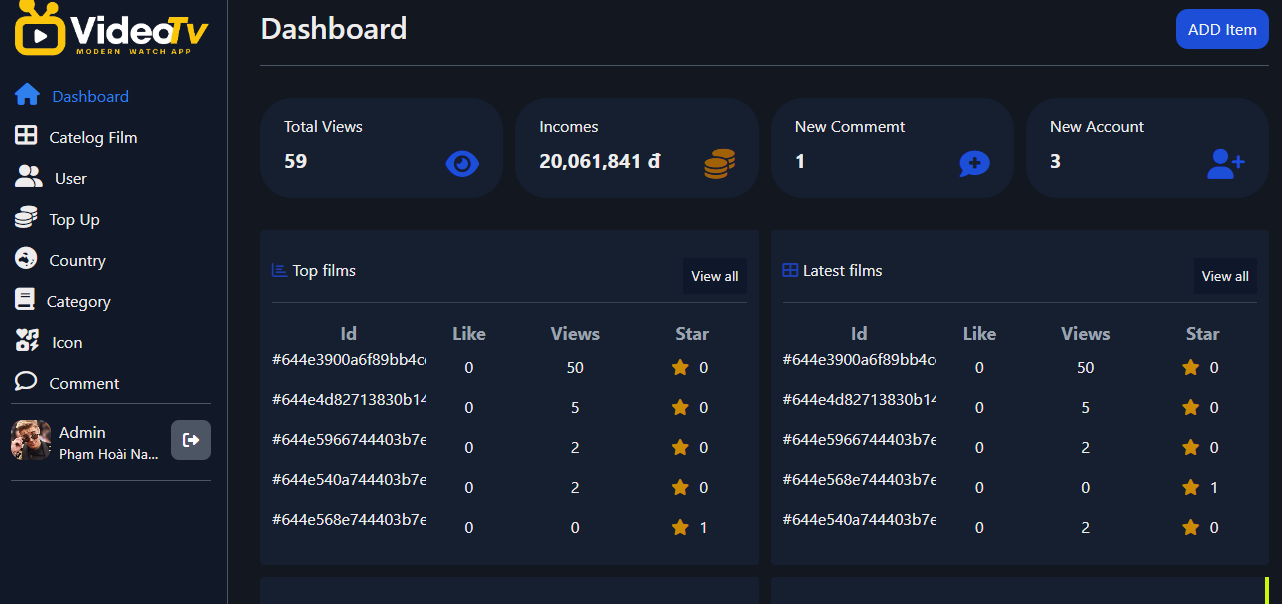 VideoTv
MODERN WATCH APP
Dashboard
Catelog Film
User
Top Up
Country
Category
Icon
Comment
Admin
Phạm Hoài Na...
Dashboard
ADD Item
Total Views
59
Incomes
20,061,841 đ
New Commemt
1
New Account
3
Top films
View all
Id Like Views Star
#644e3900a6f89bb4c 0 50 0
#644e4d82713830b14 0 5 0
#644e5966744403b7e 0 2 0
#644e540a744403b7e 0 2 0
#644e568e744403b7e 0 0 1
Latest films
View all
Id Like Views Star
#644e3900a6f89bb4c 0 50 0
#644e4d82713830b14 0 5 0
#644e5966744403b7e 0 2 0
#644e568e744403b7e 0 0 1
#644e540a744403b7e 0 2 0